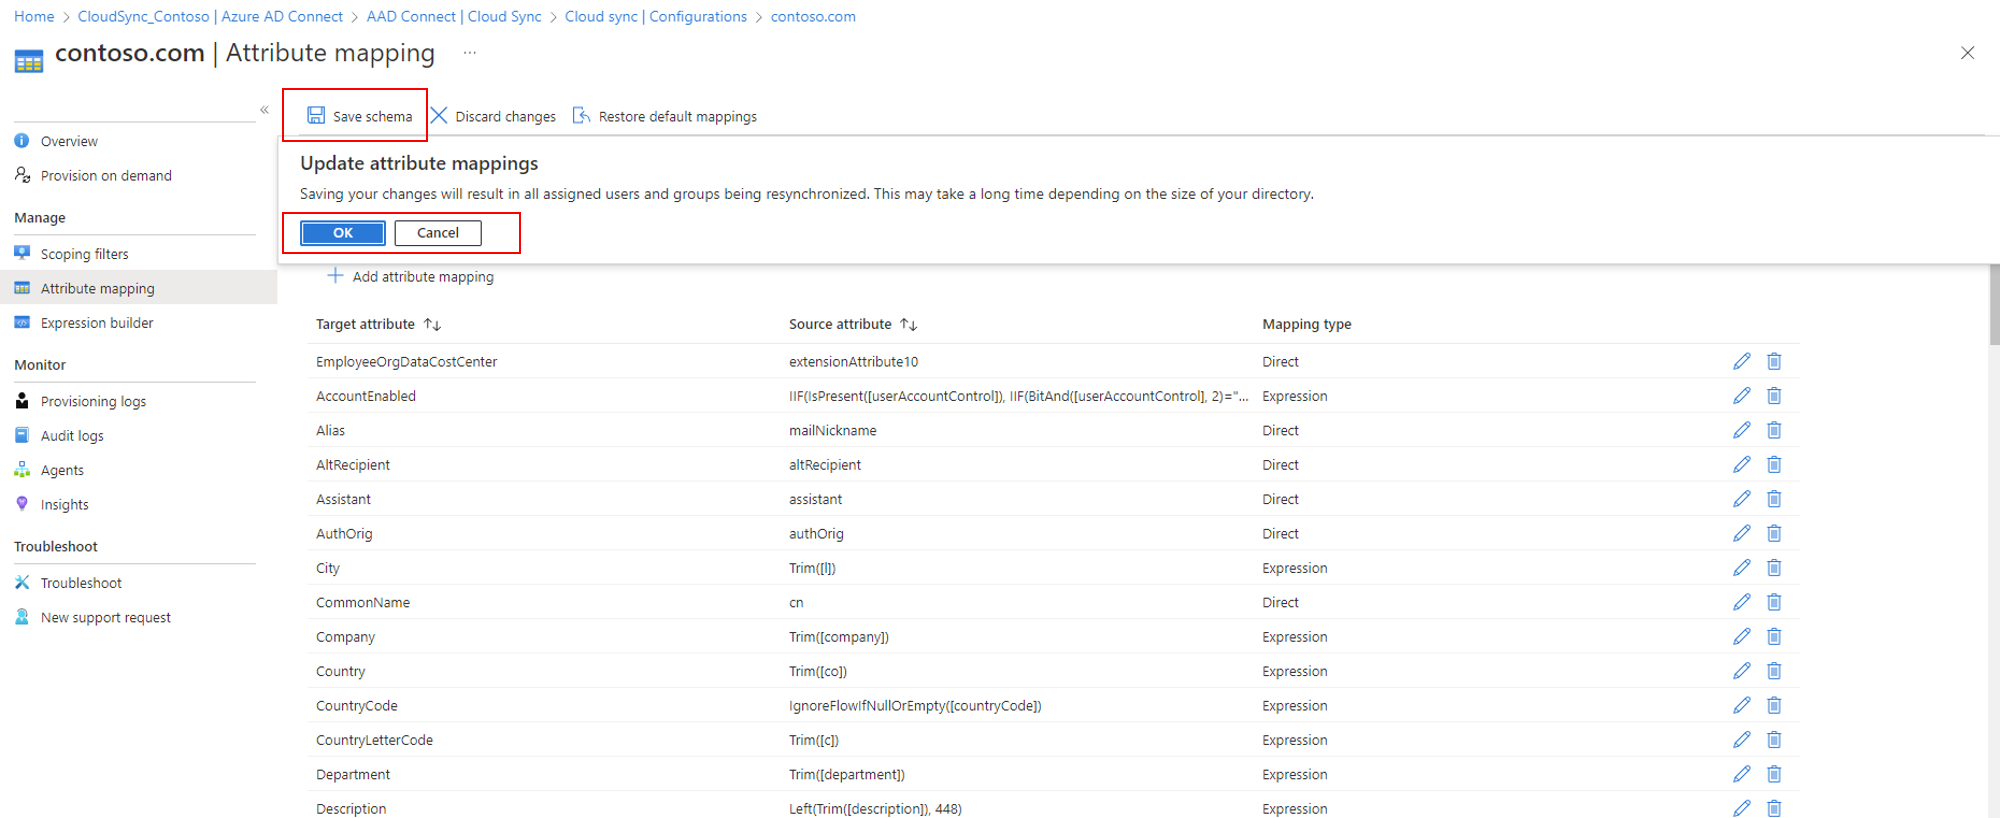 Home > CloudSync_Contoso | Azure AD Connect > AAD Connect | Cloud Sync > Cloud sync | Configurations > contoso.com
contoso.com | Attribute mapping ...
Save schema Discard changes Restore default mappings
Update attribute mappings
Saving your changes will result in all assigned users and groups being resynchronized. This may take a long time depending on the size of your directory.
OK Cancel
Overview
Provision on demand
Manage
Scoping filters
Attribute mapping
Expression builder
Monitor
Provisioning logs
Audit logs
Agents
Insights
Troubleshoot
Troubleshoot
New support request
Add attribute mapping
Target attribute Source attribute Mapping type
EmployeeOrgDataCostCenter extensionAttribute10 Direct
AccountEnabled IIF(IsPresent([userAccountControl]), IIF(BitAnd([userAccountControl], 2)="... Expression
Alias mailNickname Direct
AltRecipient altRecipient Direct
Assistant assistant Direct
AuthOrig authOrig Direct
City Trim([l]) Expression
CommonName cn Direct
Company Trim([company]) Expression
Country Trim([co]) Expression
CountryCode IgnoreFlowIfNullOrEmpty([countryCode]) Expression
CountryLetterCode Trim([c]) Expression
Department Trim([department]) Expression
Description Left(Trim([description]), 448) Expression